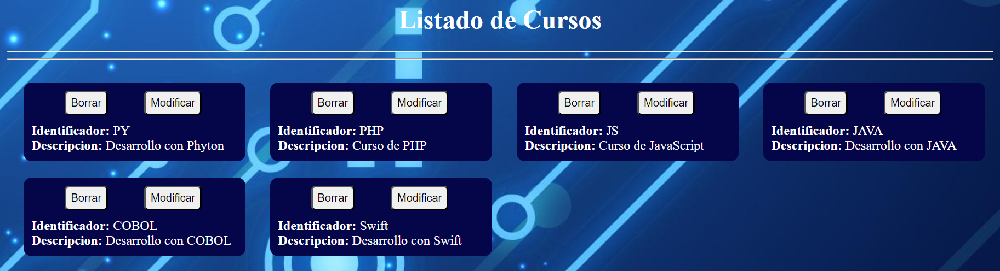 Listado de Cursos
Borrar Modificar
Identificador: PY
Descripcion: Desarrollo con Phyton
Borrar Modificar
Identificador: PHP
Descripcion: Curso de PHP
Borrar Modificar
Identificador: JS
Descripcion: Curso de JavaScript
Borrar Modificar
Identificador: JAVA
Descripcion: Desarrollo con JAVA
Borrar Modificar
Identificador: COBOL
Descripcion: Desarrollo con COBOL
Borrar Modificar
Identificador: Swift
Descripcion: Desarrollo con Swift